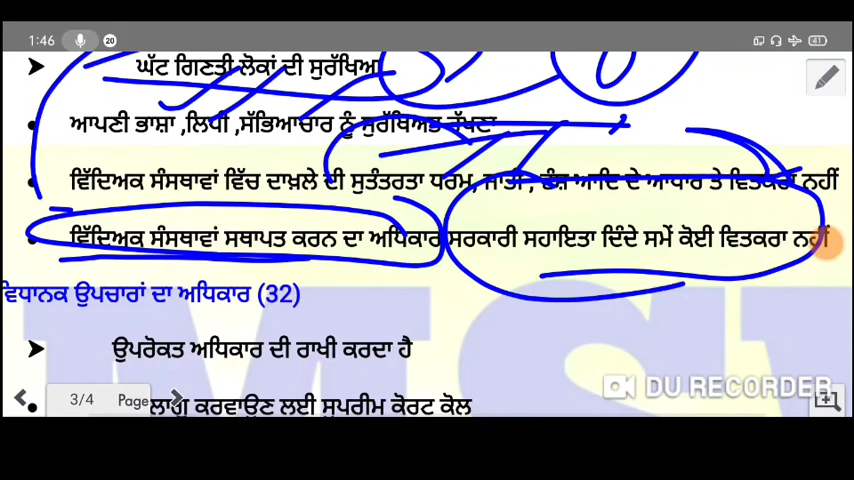 1:46 20 41
ਘੱਟ ਗਿਣਤੀ ਲੋਕਾਂ ਦੀ ਸੁਰੱਖਿਆ
ਆਪਣੀ ਭਾਸ਼ਾ ,ਲਿਪੀ ,ਸੱਭਿਆਚਾਰ ਨੂੰ ਸੁਰੱਖਿਅਤ ਰੱਖਣਾ
ਵਿੱਦਿਅਕ ਸੰਸਥਾਵਾਂ ਵਿੱਚ ਦਾਖ਼ਲੇ ਦੀ ਸੁਤੰਤਰਤਾ ਧਰਮ, ਜਾਤੀ , ਆਦਿ ਦੇ ਆਧਾਰ ਤੇ ਵਿਤਕਰਾ ਨਹੀਂ
ਵਿੱਦਿਅਕ ਸੰਸਥਾਵਾਂ ਸਥਾਪਤ ਕਰਨ ਦਾ ਅਧਿਕਾਰ ਸਰਕਾਰੀ ਸਹਾਇਤਾ ਦਿੰਦੇ ਸਮੇਂ ਕੋਈ ਵਿਤਕਰਾ ਨਹੀਂ
ਵਿਧਾਨਕ ਉਪਚਾਰਾਂ ਦਾ ਅਧਿਕਾਰ (32)
ਉਪਰੋਕਤ ਅਧਿਕਾਰ ਦੀ ਰਾਖੀ ਕਰਦਾ ਹੈ
DU RECORDER
3/4 Page
ਲਾਗੂ ਕਰਵਾਉਣ ਲਈ ਸੁਪਰੀਮ ਕੋਰਟ ਕੋਲ